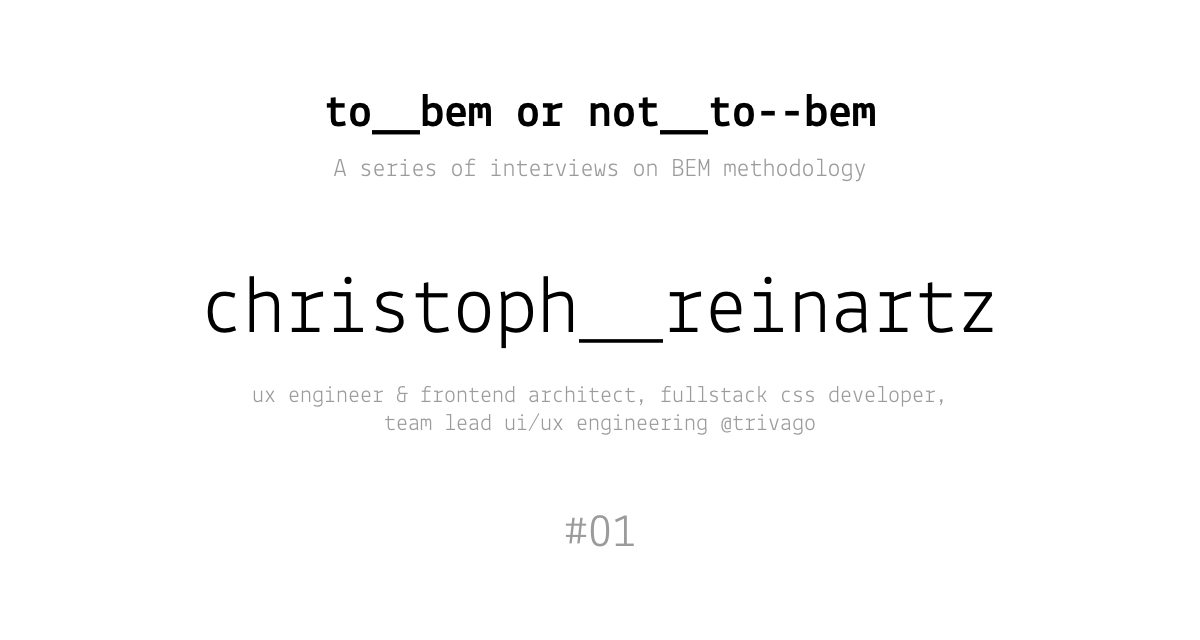 to__bem or not__to--bem
A series of interviews on BEM methodology
christoph__reinartz
ux engineer & frontend architect, fullstack css developer,
team lead ui/ux engineering @trivago
#01